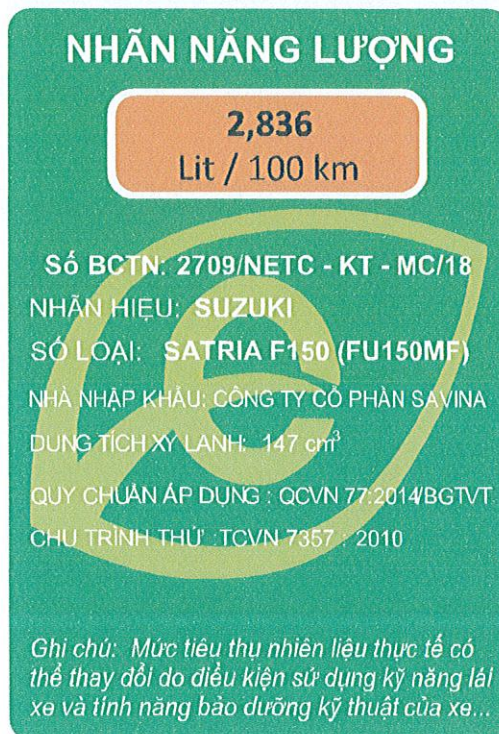 NHÃN NĂNG LƯỢNG
2,836
Lit / 100 km
Số BCTN: 2709/NETC - KT - MC/18
NHÃN HIỆU: SUZUKI
SỐ LOẠI: SATRIA F150 (FU150MF)
NHÀ NHẬP KHẨU: CÔNG TY CỔ PHẦN SAVINA
DUNG TÍCH XY LANH: 147 cm³
QUY CHUẨN ÁP DỤNG : QCVN 77:2014/BGTVT
CHU TRÌNH THỬ : TCVN 7357 : 2010
Ghi chú: Mức tiêu thụ nhiên liệu thực tế có
thể thay đổi do điều kiện sử dụng kỹ năng lái
xe và tính năng bảo dưỡng kỹ thuật của xe...